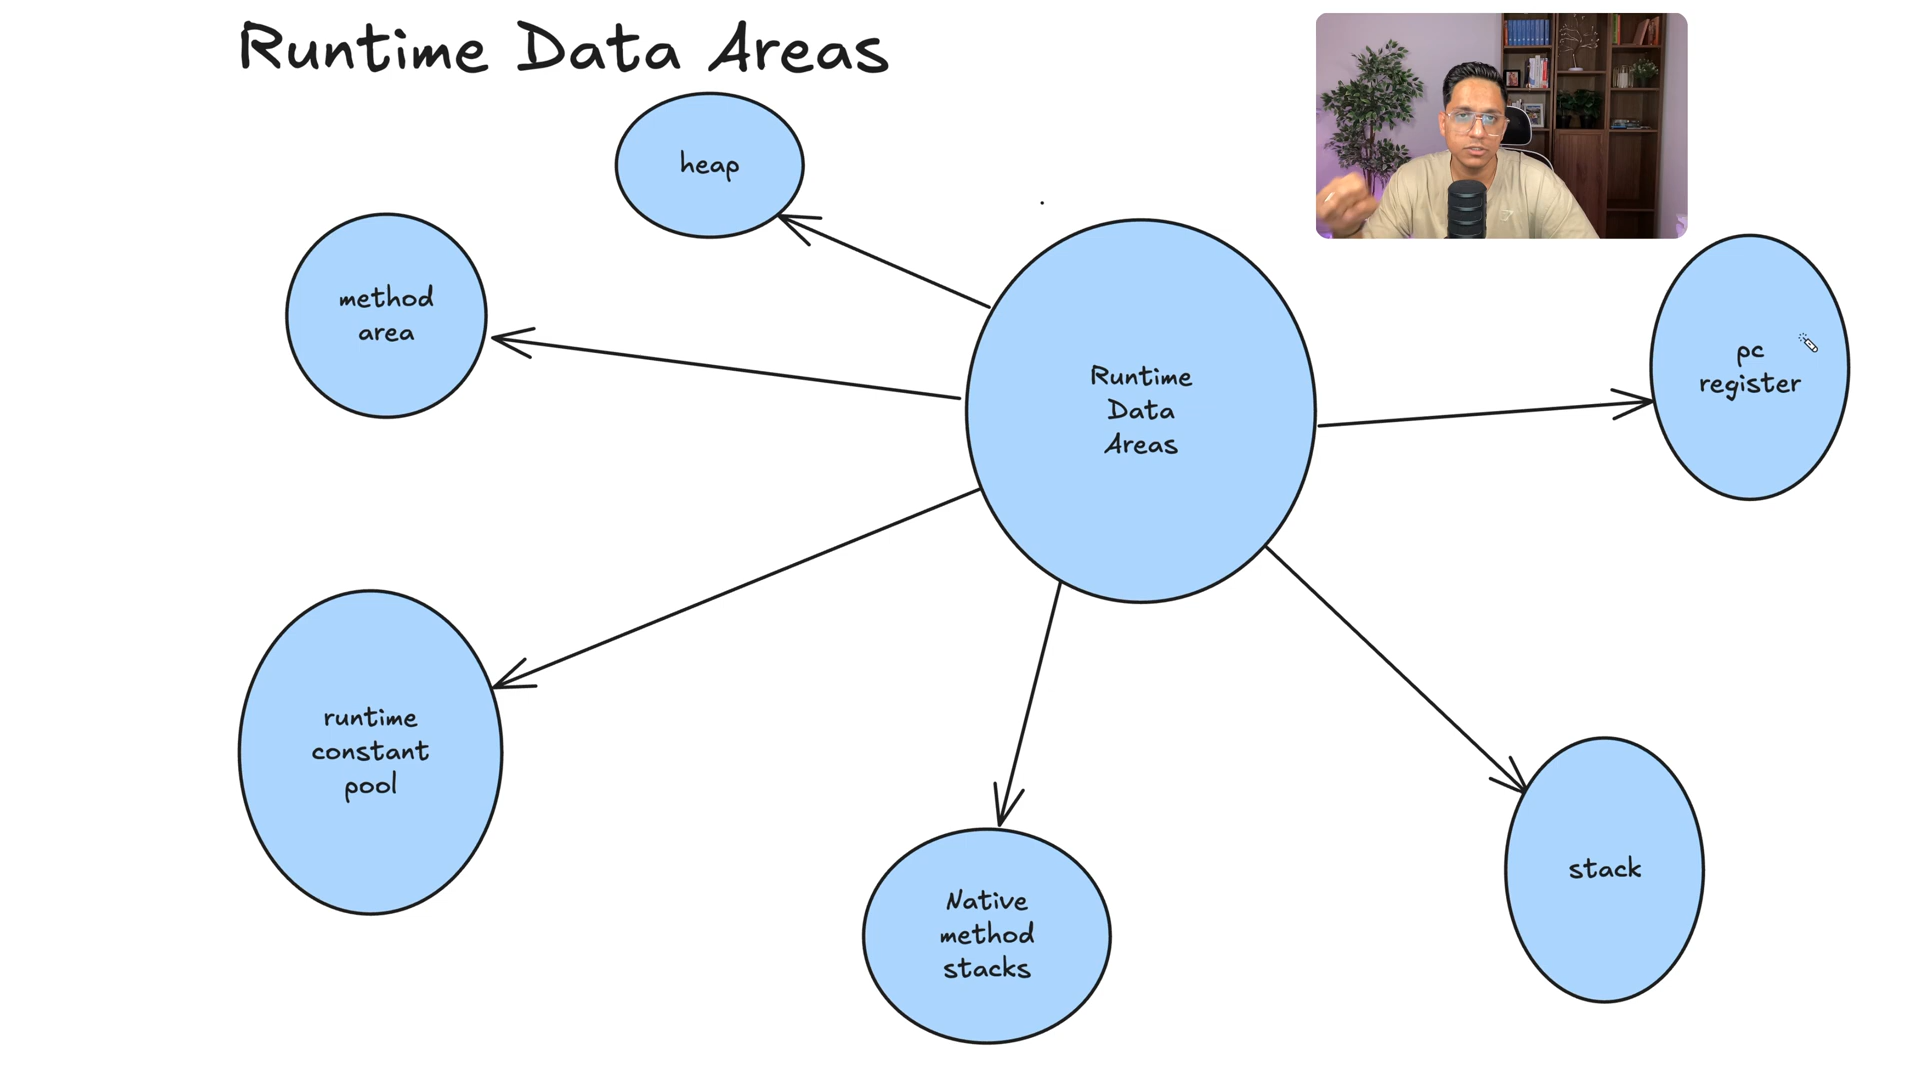 Runtime Data Areas
heap
method
area
Runtime
Data
Areas
pc
register
runtime
constant
pool
Native
method
stacks
stack